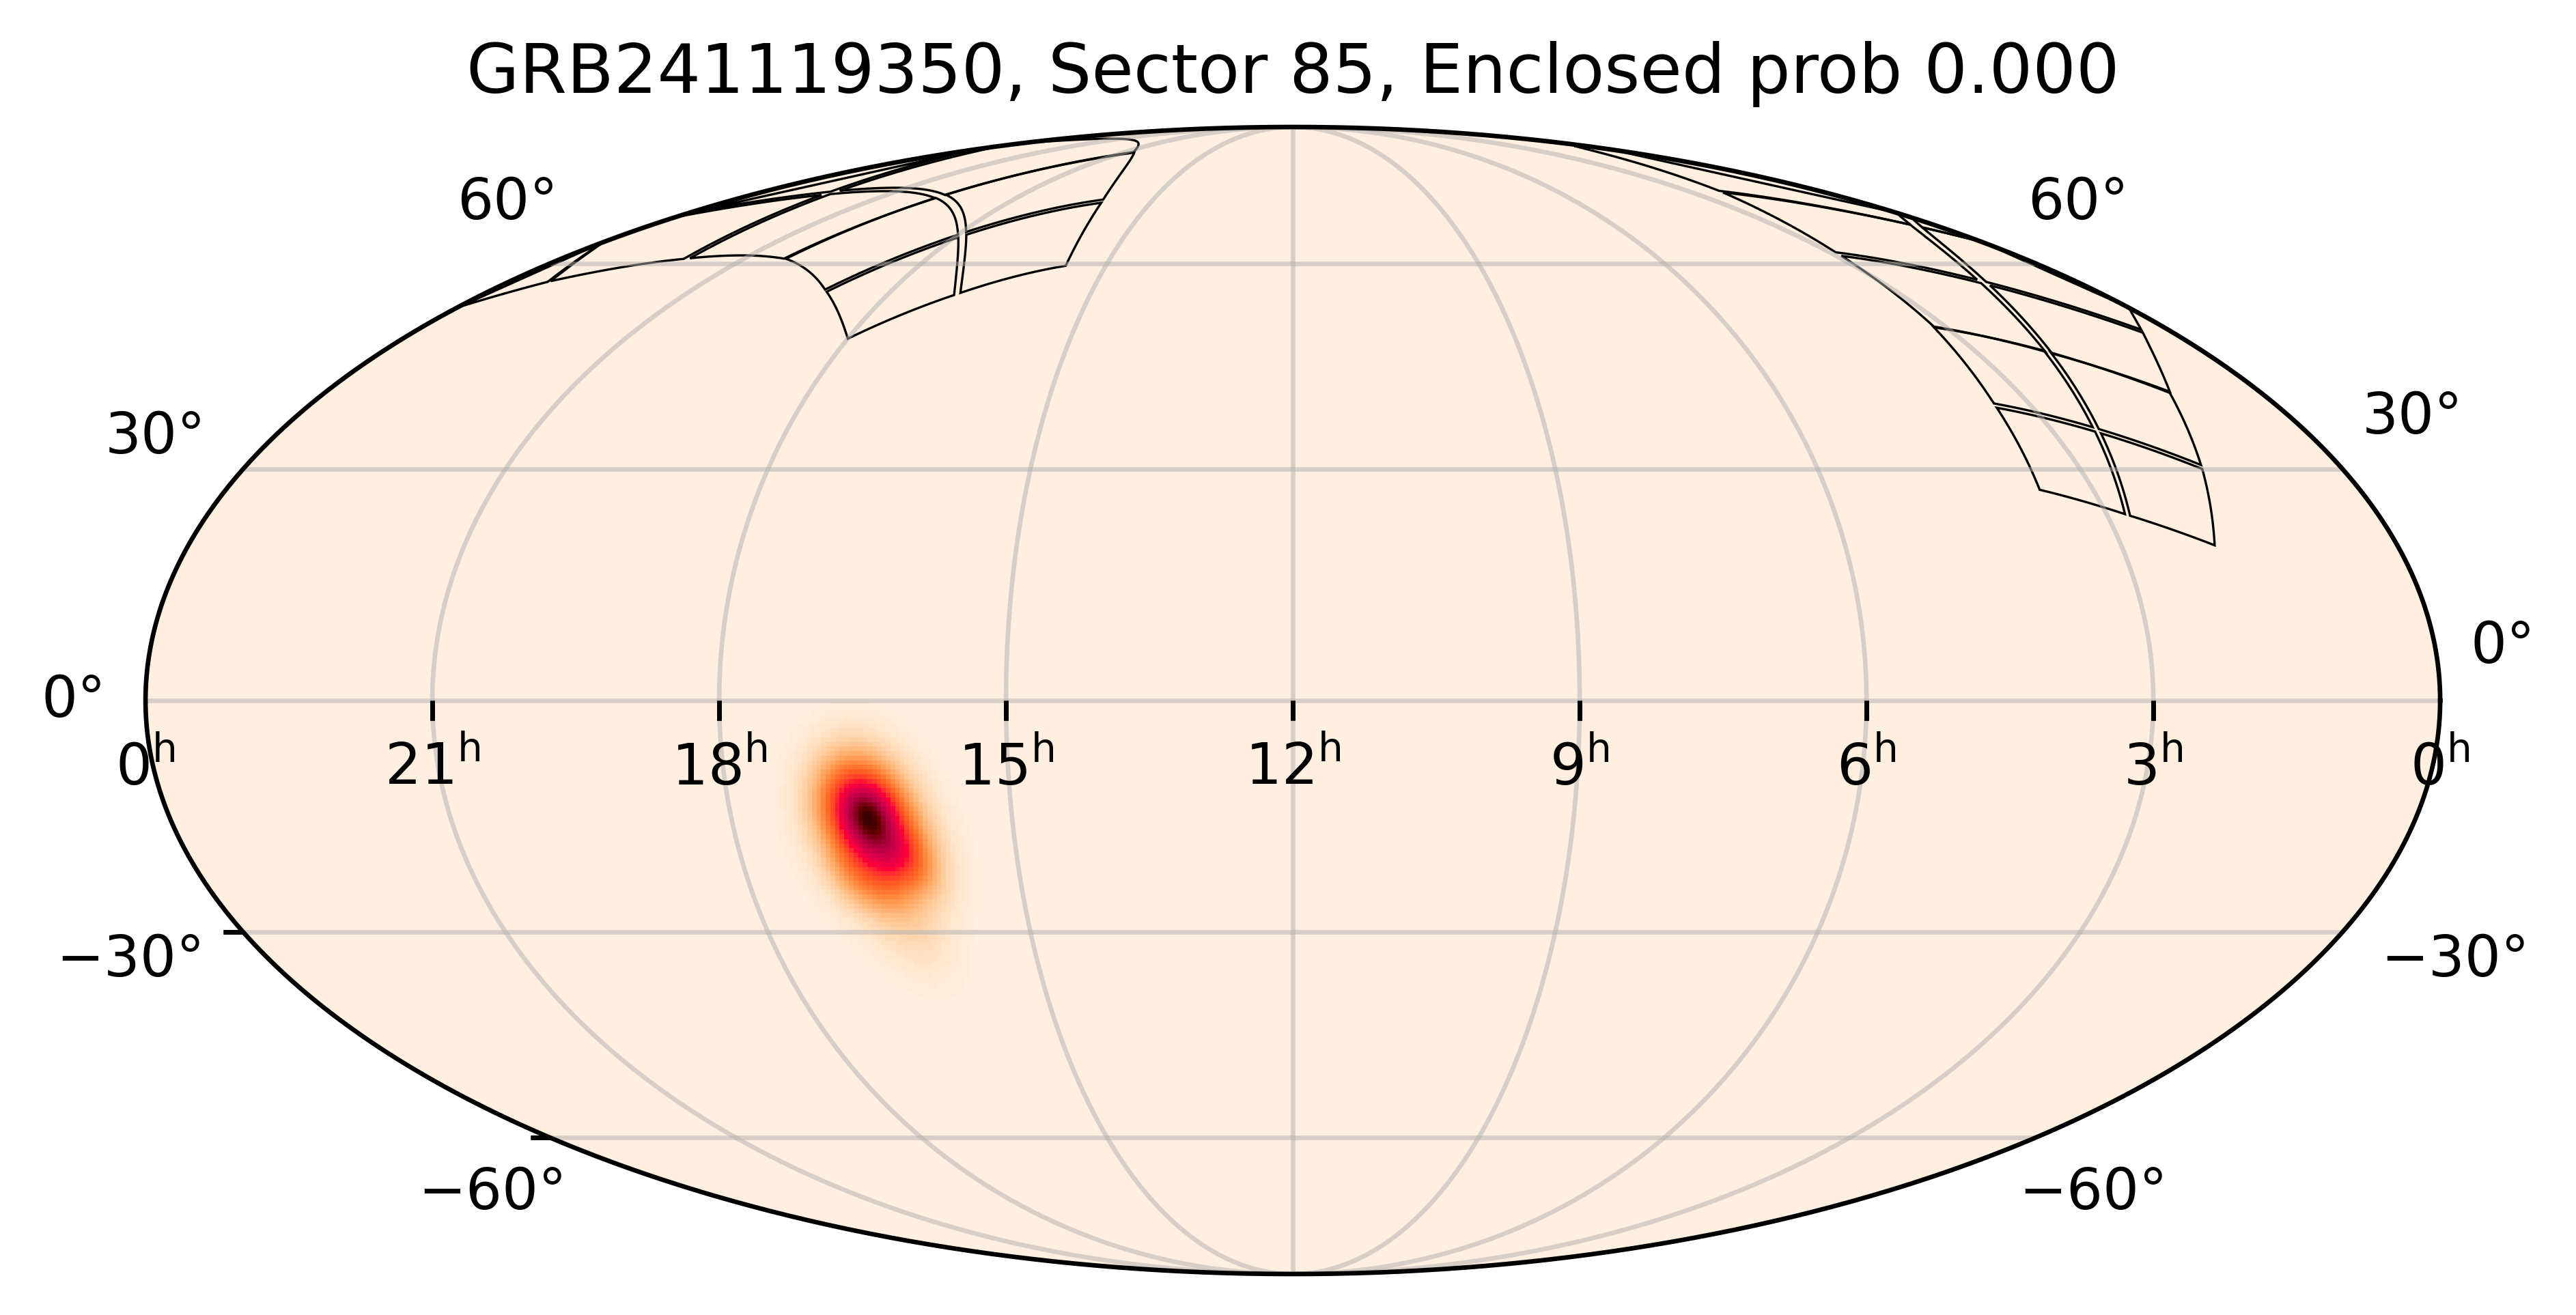 GRB241119350, Sector 85, Enclosed prob 0.000
60° 60°
30° 30°
0° 0°
0h 21h 18h 15h 12h 9h 6h 3h 0h
−30° −30°
−60° −60°